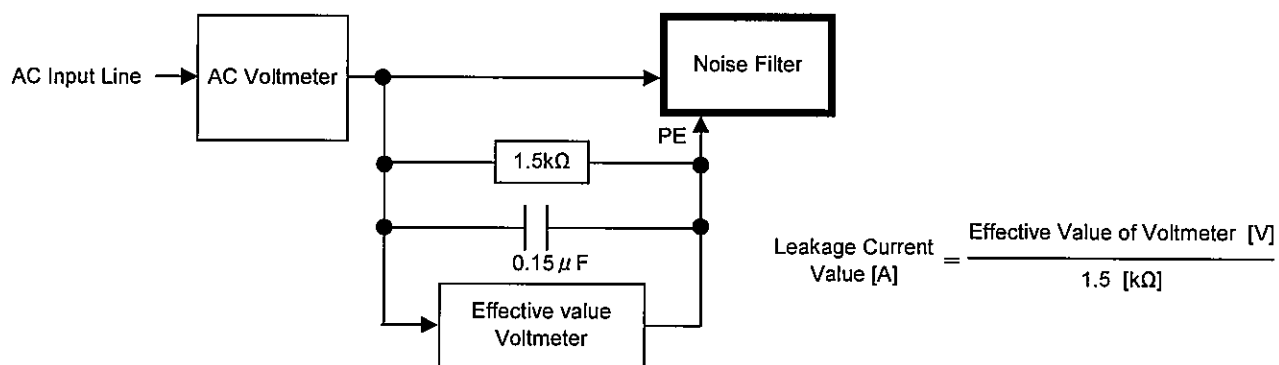 AC Input Line
AC Voltmeter
Noise Filter
PE
1.5kΩ
0.15 μ F
Effective value
Voltmeter
Leakage Current
Value [A]
=
Effective Value of Voltmeter [V]
1.5 [kΩ]